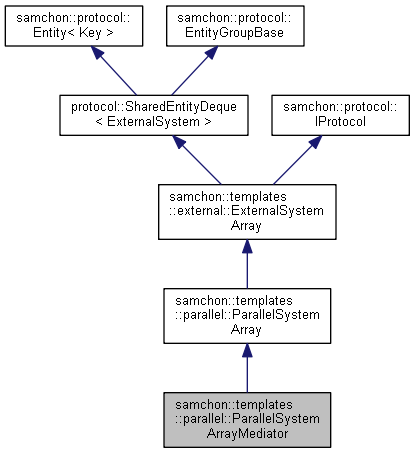 samchon::protocol::
Entity< Key >
samchon::protocol::
EntityGroupBase
protocol::SharedEntityDeque
< ExternalSystem >
samchon::protocol::
IProtocol
samchon::templates
::external::ExternalSystem
Array
samchon::templates
::parallel::ParallelSystem
Array
samchon::templates
::parallel::ParallelSystem
ArrayMediator